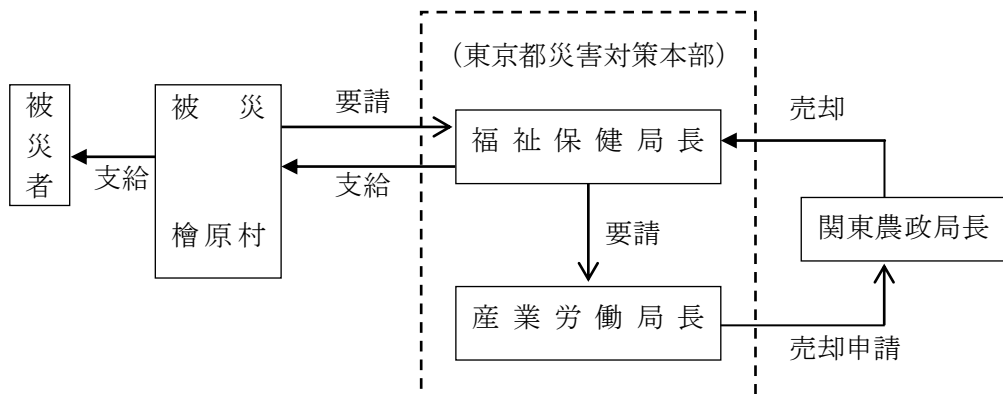 （東京都災害対策本部）
被災者
支給
被災
檜原村
要請
支給
福祉保健局長
要請
産業労働局長
売却
関東農政局長
売却申請